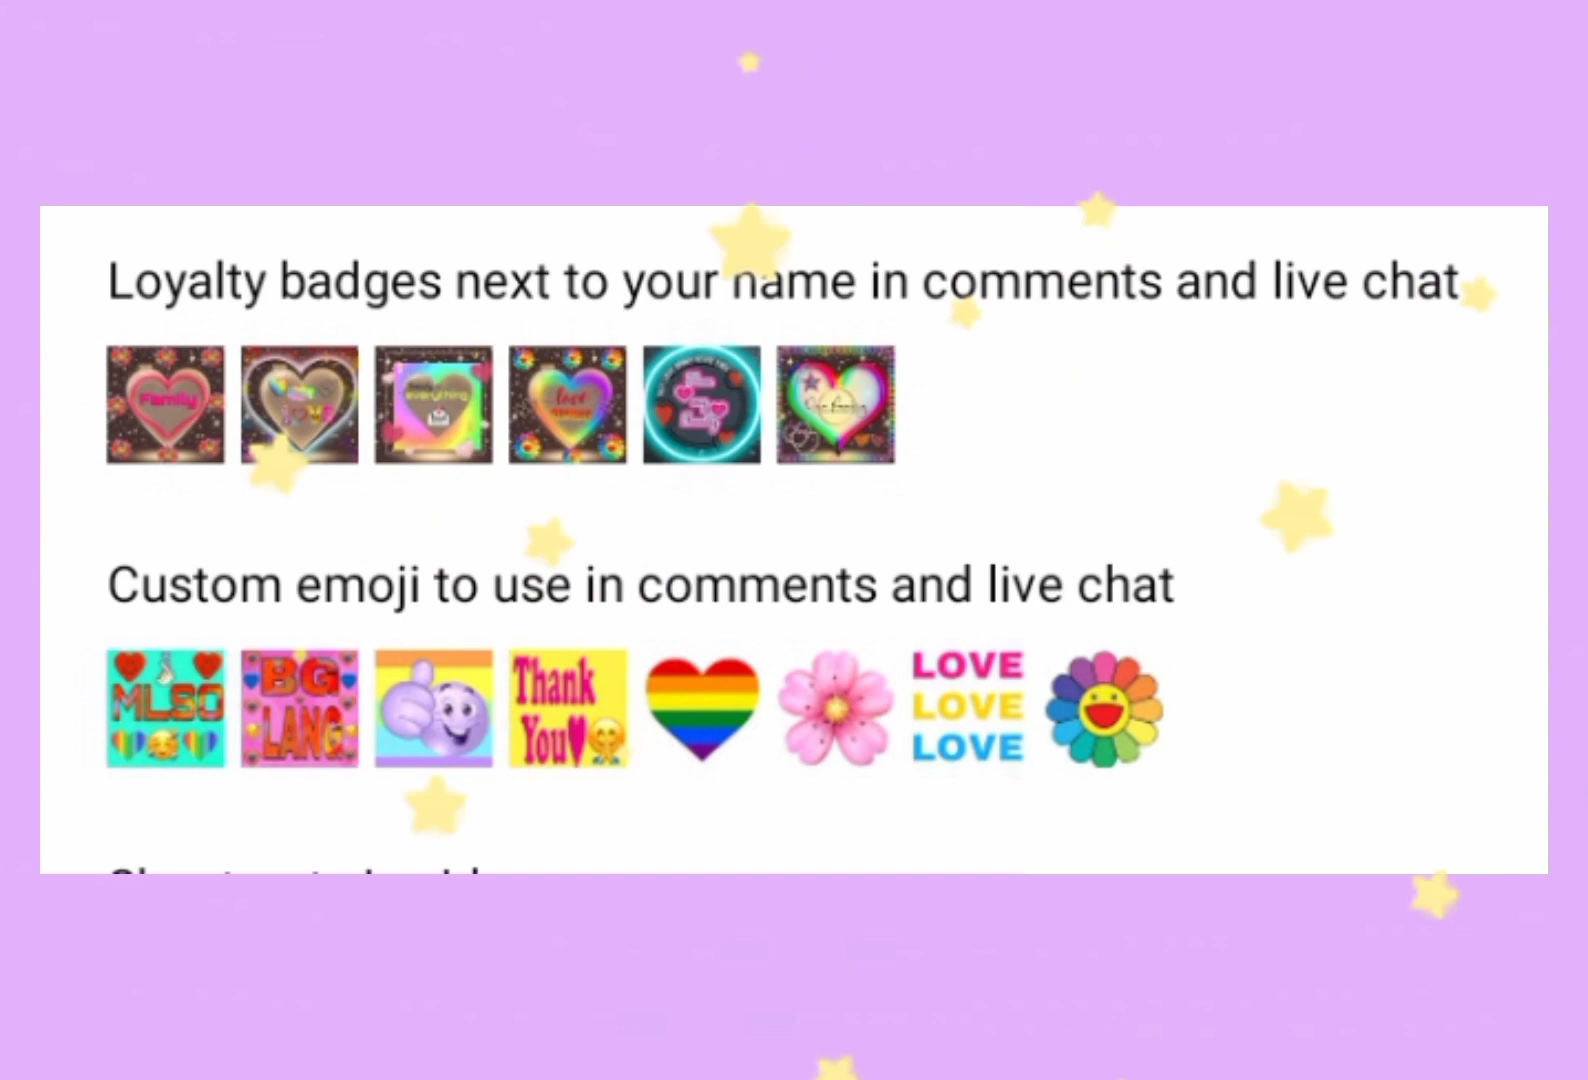 Loyalty badges next to your name in comments and live chat
Family
everything
love
Custom emoji to use in comments and live chat
MLSO
BG
LANG
Thank
You
LOVE
LOVE
LOVE